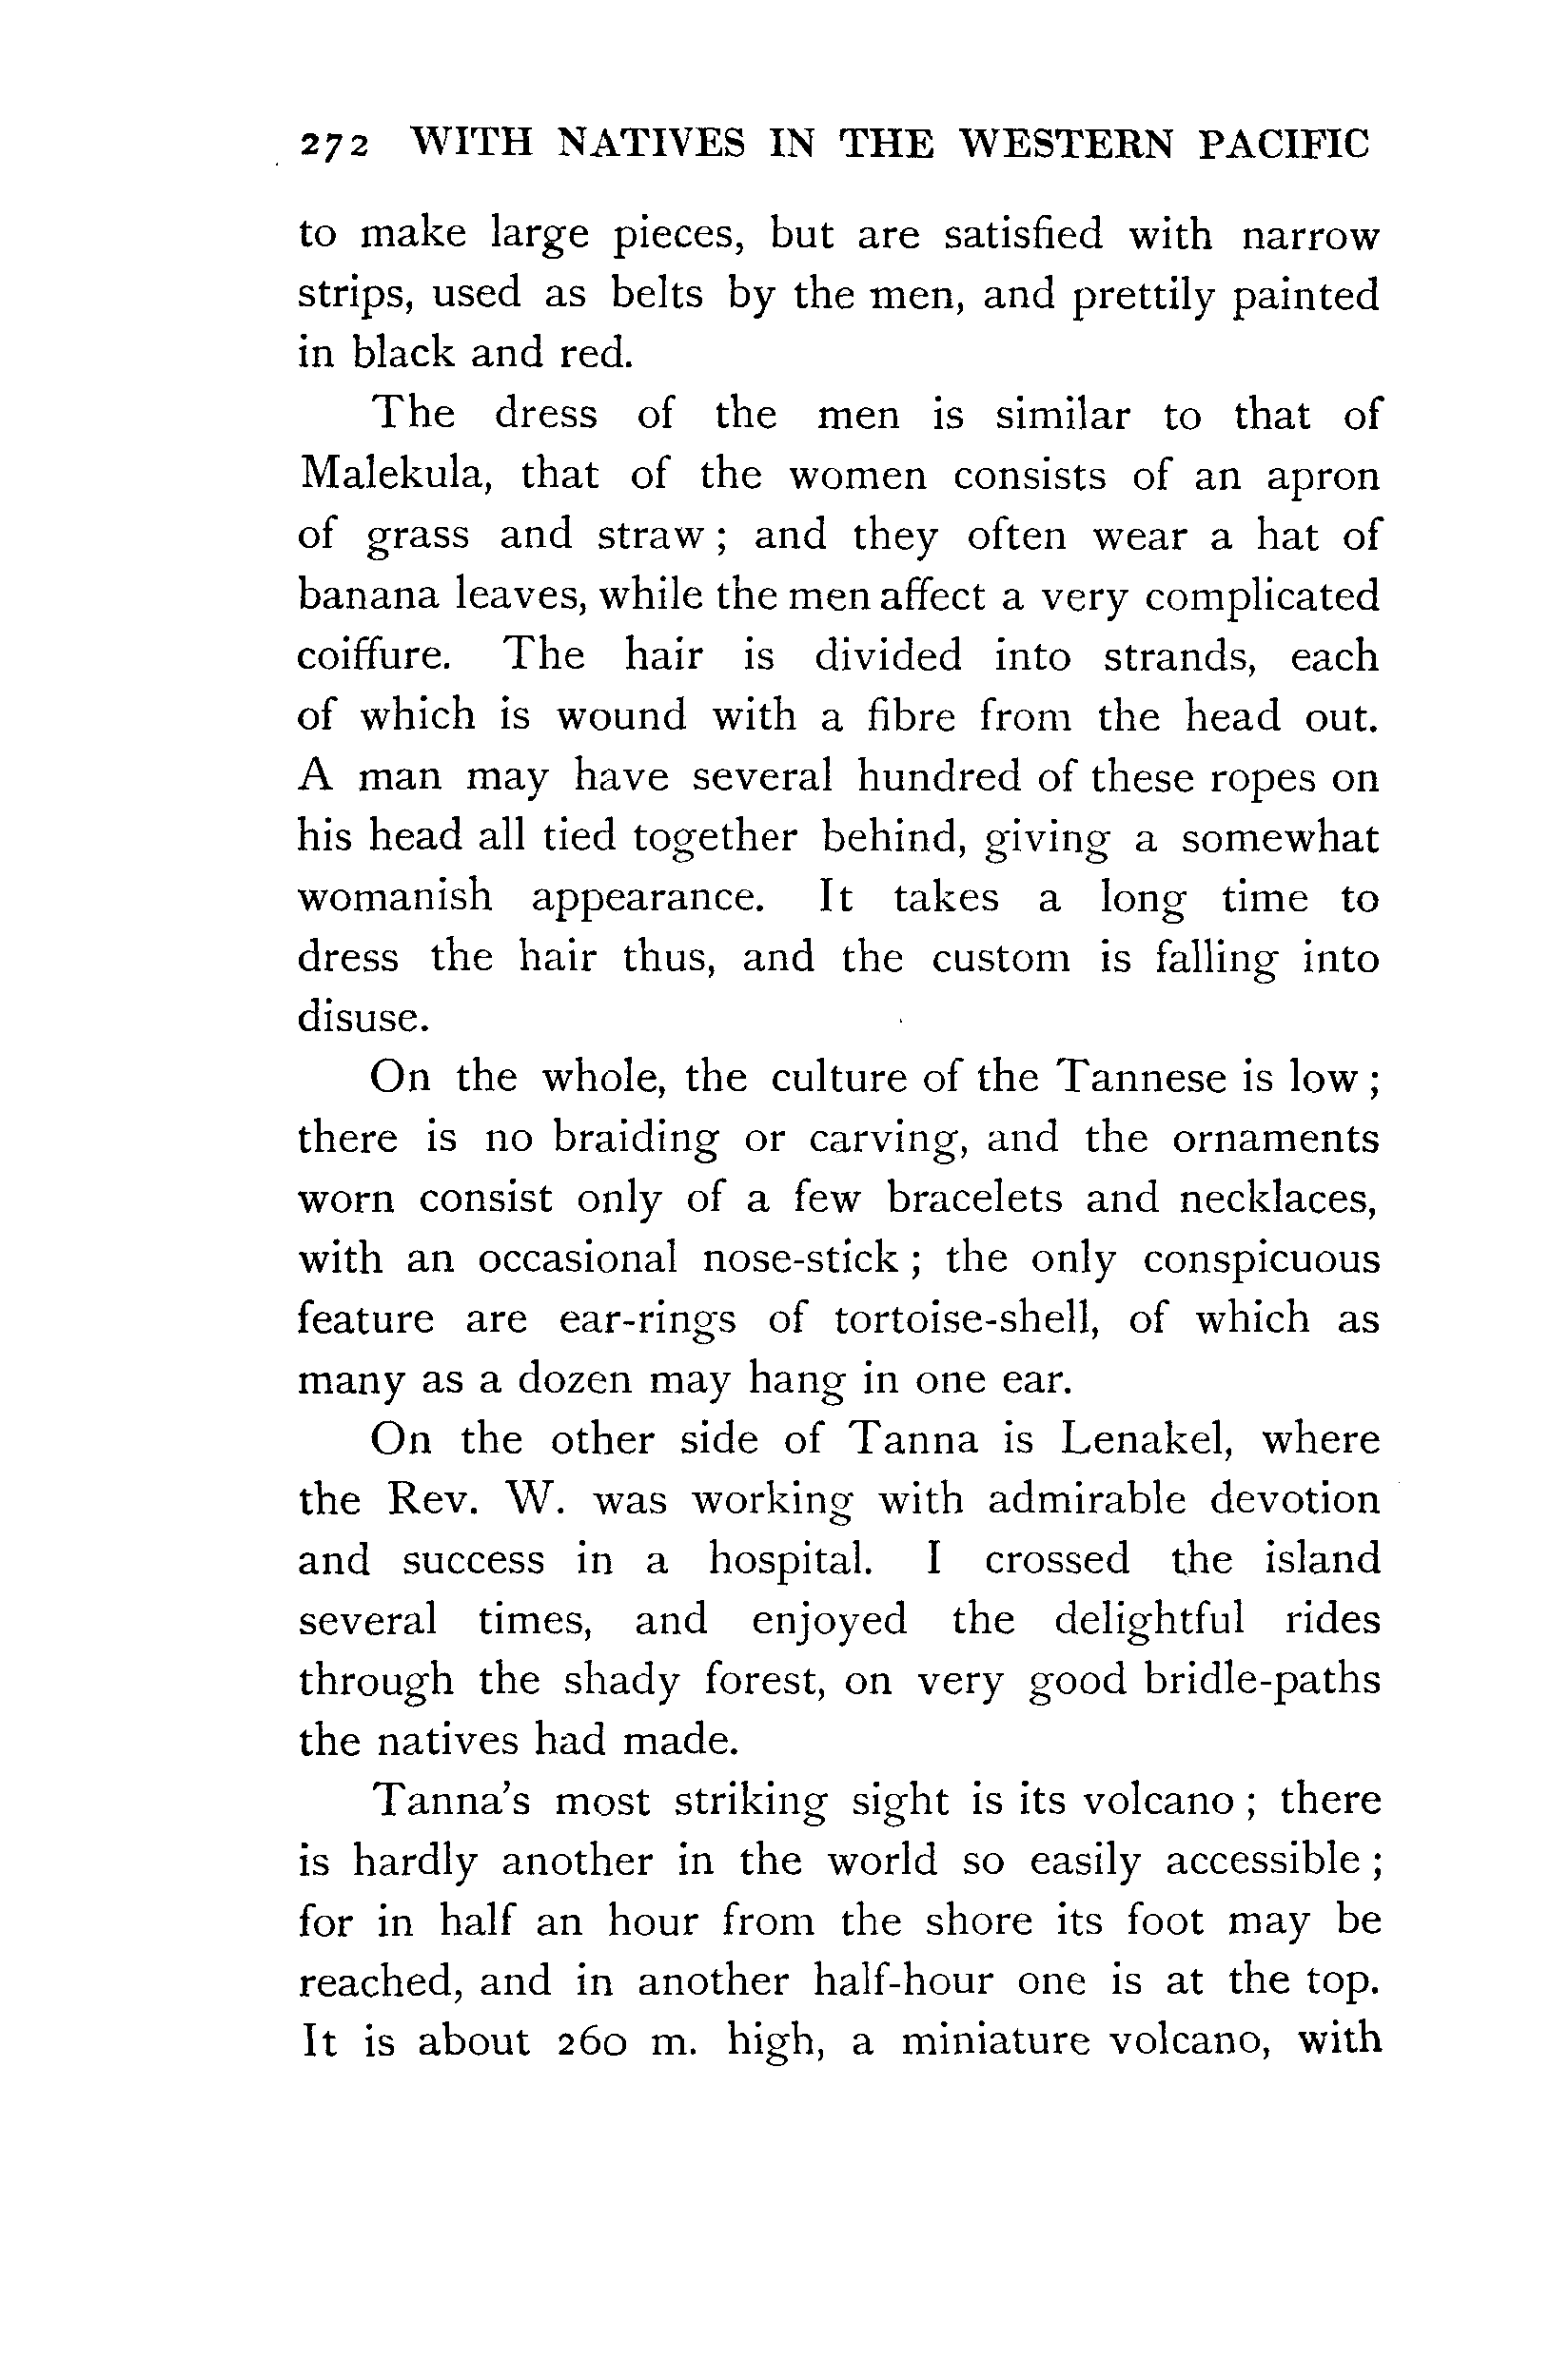 272 WITH NATIVES IN THE WESTERN PACIFIC
to make large pieces, but are satisfied with narrow
strips, used as belts by the men, and prettily painted
in black and red.
The dress of the men is similar to that of
Malekula, that of the women consists of an apron
of grass and straw ; and they often wear a hat of
banana leaves, while the men affect a very complicated
coiffure. The hair is divided into strands, each
of which is wound with a fibre from the head out.
A man may have several hundred of these ropes on
his head all tied together behind, giving a somewhat
womanish appearance. It takes a long time to
dress the hair thus, and the custom is falling into
disuse.
On the whole, the culture of the Tannese is low ;
there is no braiding or carving, and the ornaments
worn consist only of a few bracelets and necklaces,
with an occasional nose-stick ; the only conspicuous
feature are ear-rings of tortoise-shell, of which as
many as a dozen may hang in one ear.
On the other side of Tanna is Lenakel, where
the Rev. W. was working with admirable devotion
and success in a hospital. I crossed the island
several times, and enjoyed the delightful rides
through the shady forest, on very good bridle-paths
the natives had made.
Tanna's most striking sight is its volcano ; there
is hardly another in the world so easily accessible ;
for in half an hour from the shore its foot may be
reached, and in another half-hour one is at the top.
It is about 260 m. high, a miniature volcano, with